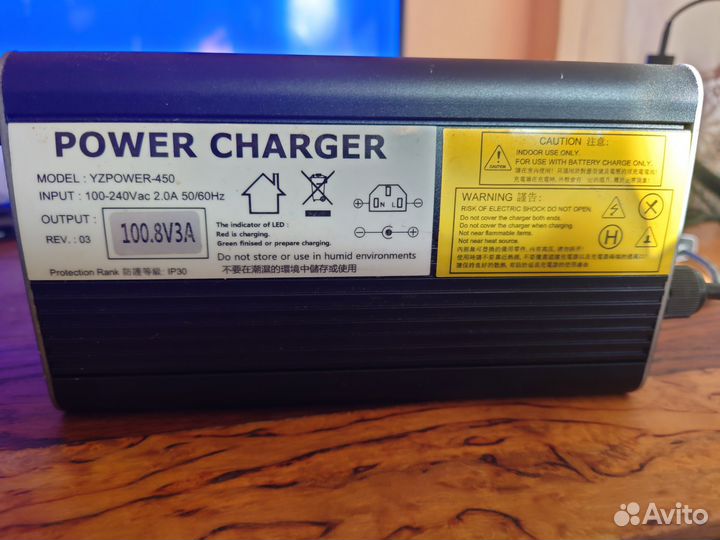 POWER CHARGER
MODEL : YZPOWER-450
INPUT : 100-240Vac 2.0A 50/60Hz
OUTPUT :
100.8V3A
REV. : 03
The indicator of LED :
Red is charging.
Green finised or prepare charging.
N L
Do not store or use in humid environments
不要在潮濕的環境中儲存或使用
Protection Rank 防護等級: IP30
CAUTION 注意:
INDOOR USE ONLY.
FOR USE WITH BATTERY CHARGE ONLY.
WARNING 謹告:
RISK OF ELECTRIC SHOCK DO NOT OPEN.
Do not cover the charger both ends.
Do not cover the charger when charging.
Not near flammable items.
Not near heat source.
H
Avito